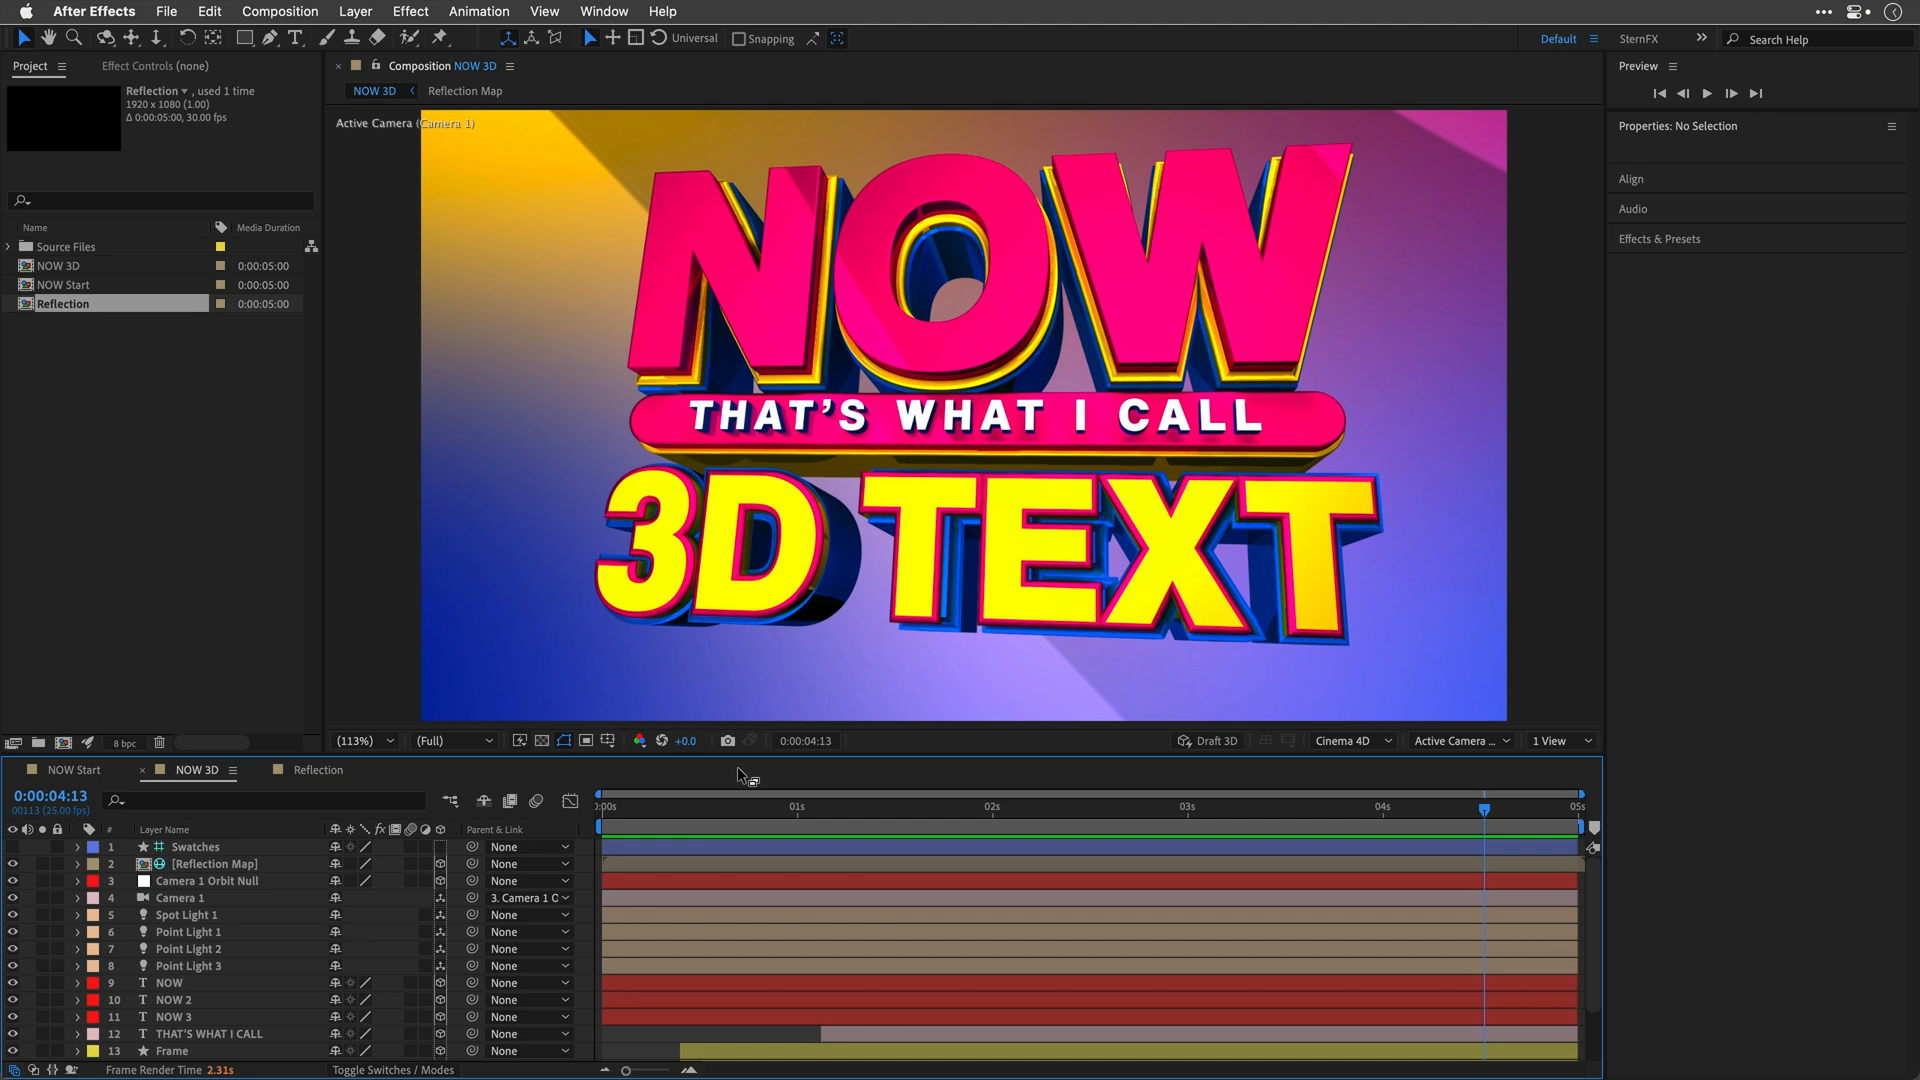 After Effects File Edit Composition Layer Effect Animation View Window Help
Universal Snapping Default SternFX Search Help
Project Effect Controls (none)
Composition NOW 3D
Preview
NOW 3D Reflection Map
Reflection , used 1 time
1920 x 1080 (1.00)
Δ 0:00:05:00, 30.00 fps
Active Camera (Camera 1)
Properties: No Selection
Align
Audio
Effects & Presets
Name Media Duration
Source Files
NOW 3D 0:00:05:00
NOW Start 0:00:05:00
Reflection 0:00:05:00
NOW
THAT'S WHAT I CALL
3D TEXT
8 bpc
(113%) (Full) +0.0 0:00:04:13 Draft 3D Cinema 4D Active Camera ... 1 View
NOW Start NOW 3D Reflection
0:00:04:13
00113 (25.00 fps)
0:00s 01s 02s 03s 04s 05s
# Layer Name fx Parent & Link
1 Swatches None
2 [Reflection Map] None
3 Camera 1 Orbit Null None
4 Camera 1 3. Camera 1 O
5 Spot Light 1 None
6 Point Light 1 None
7 Point Light 2 None
8 Point Light 3 None
9 T NOW None
10 T NOW 2 None
11 T NOW 3 None
12 T THAT'S WHAT I CALL None
13 Frame None
Frame Render Time 2.31s Toggle Switches / Modes